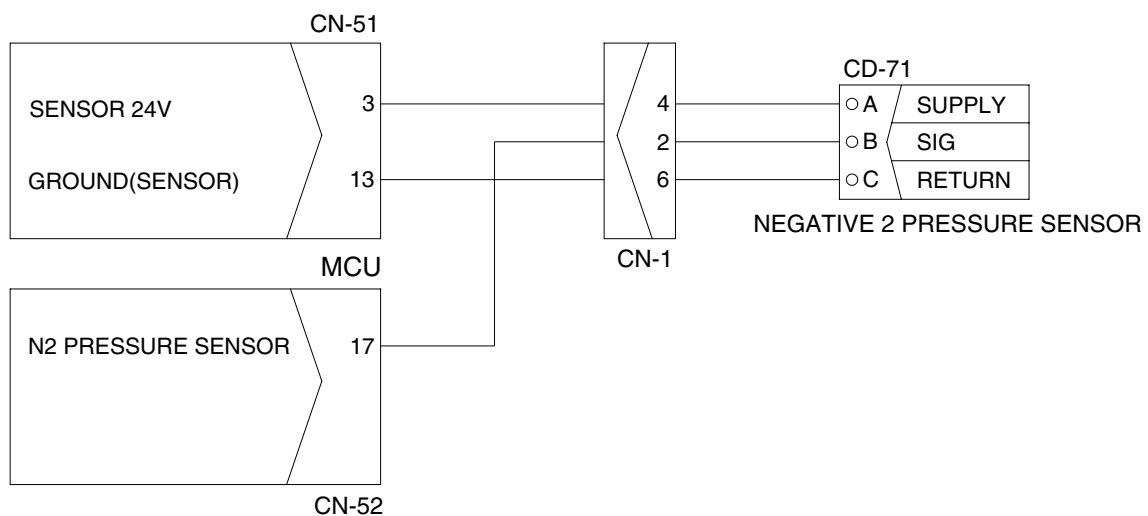 CN-51
CD-71
SENSOR 24V 3 4 A SUPPLY
2 B SIG
GROUND(SENSOR) 13 6 C RETURN
NEGATIVE 2 PRESSURE SENSOR
MCU CN-1
N2 PRESSURE SENSOR 17
CN-52